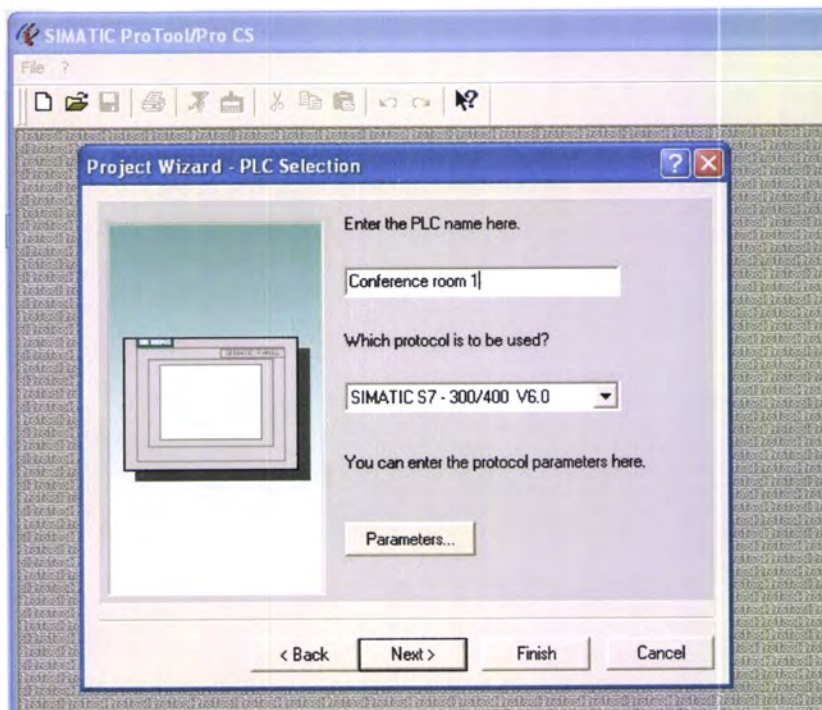 SIMATIC ProTool/Pro CS
File ?
Project Wizard - PLC Selection
Enter the PLC name here.
Conference room 1
Which protocol is to be used?
SIMATIC S7 - 300/400 V6.0
You can enter the protocol parameters here.
Parameters...
< Back
Next >
Finish
Cancel